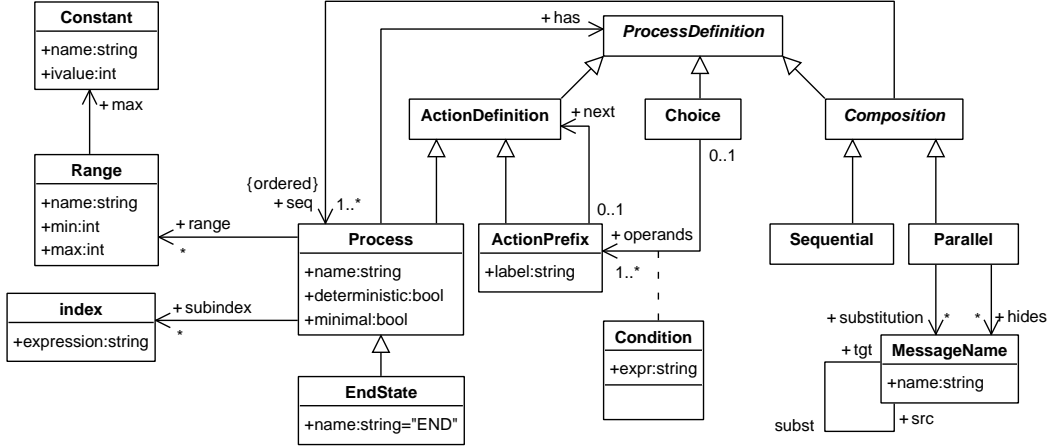 Constant
+name:string
+ivalue:int
+ max
Range
+name:string
+min:int
+max:int
+ range
*
index
+expression:string
+ subindex
*
+ has
{ordered}
+ seq
1..*
Process
+name:string
+deterministic:bool
+minimal:bool
EndState
+name:string="END"
ProcessDefinition
ActionDefinition
+ next
Choice
0..1
Composition
0..1
ActionPrefix
+label:string
+ operands
1..*
Condition
+expr:string
Sequential
Parallel
+ substitution
*
*
+ hides
+ tgt
MessageName
+name:string
subst
+ src